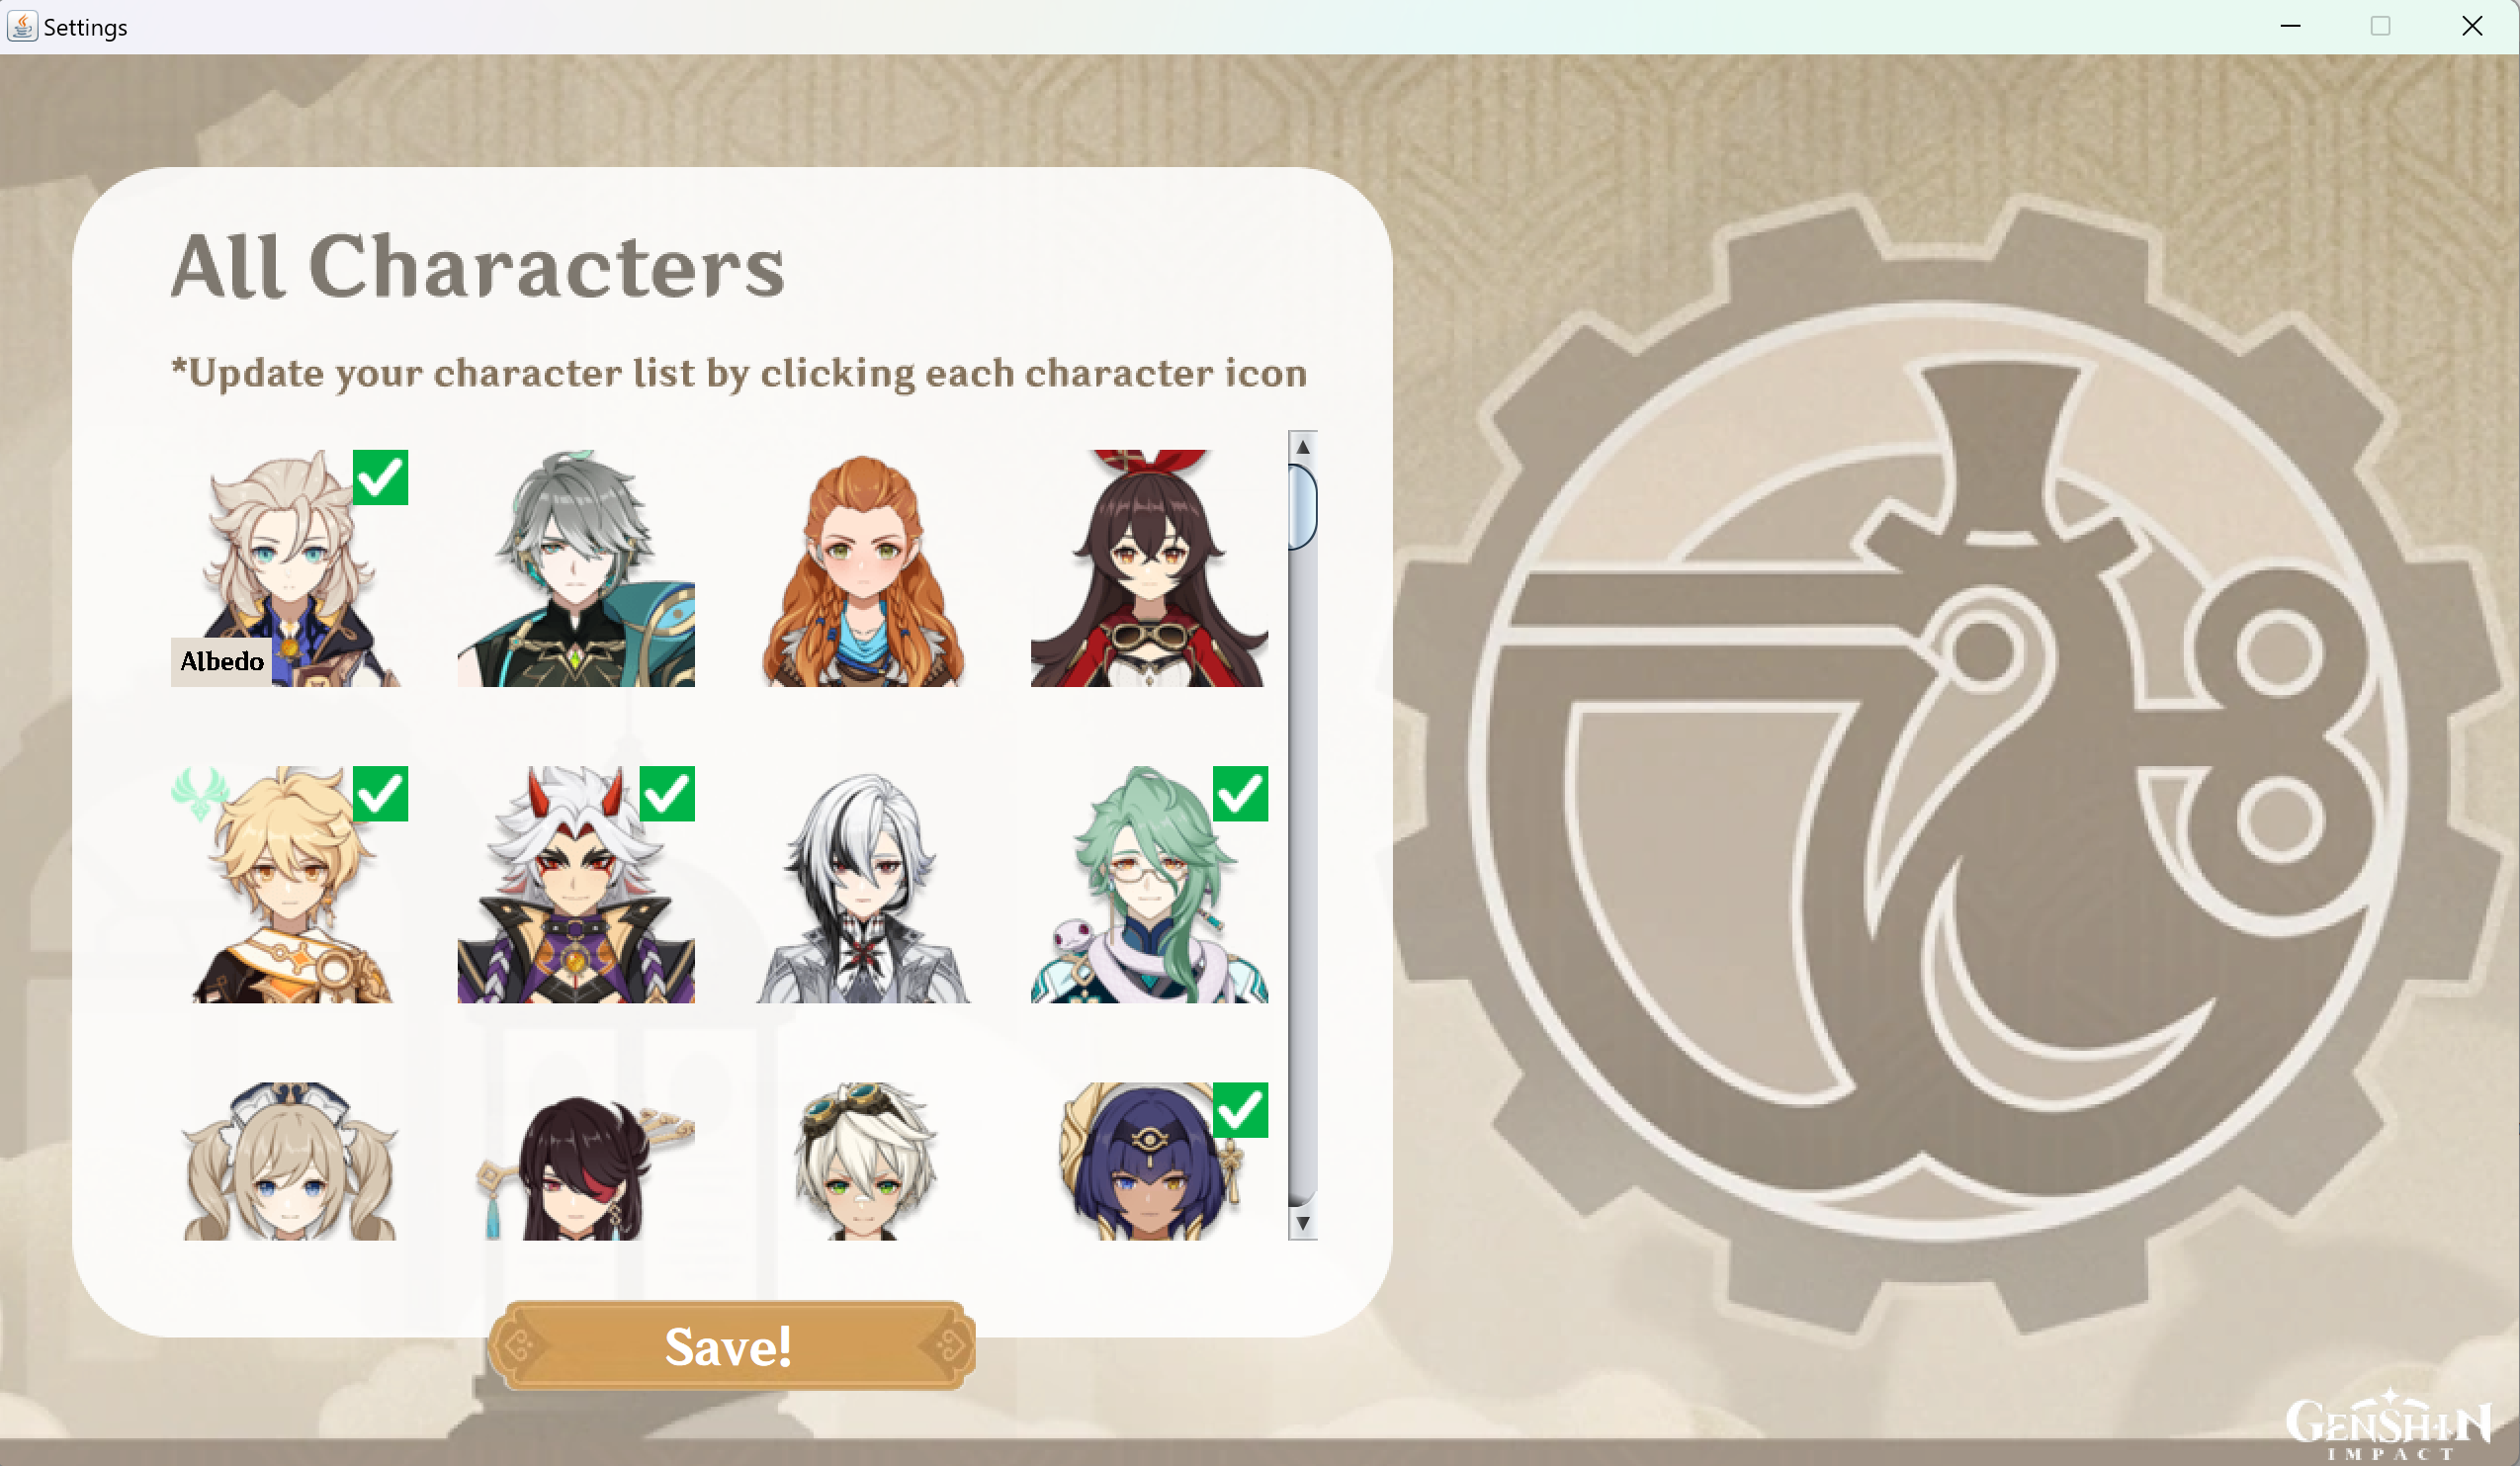 Settings
All Characters
*Update your character list by clicking each character icon
Albedo
Save!
GENSHIN
IMPACT